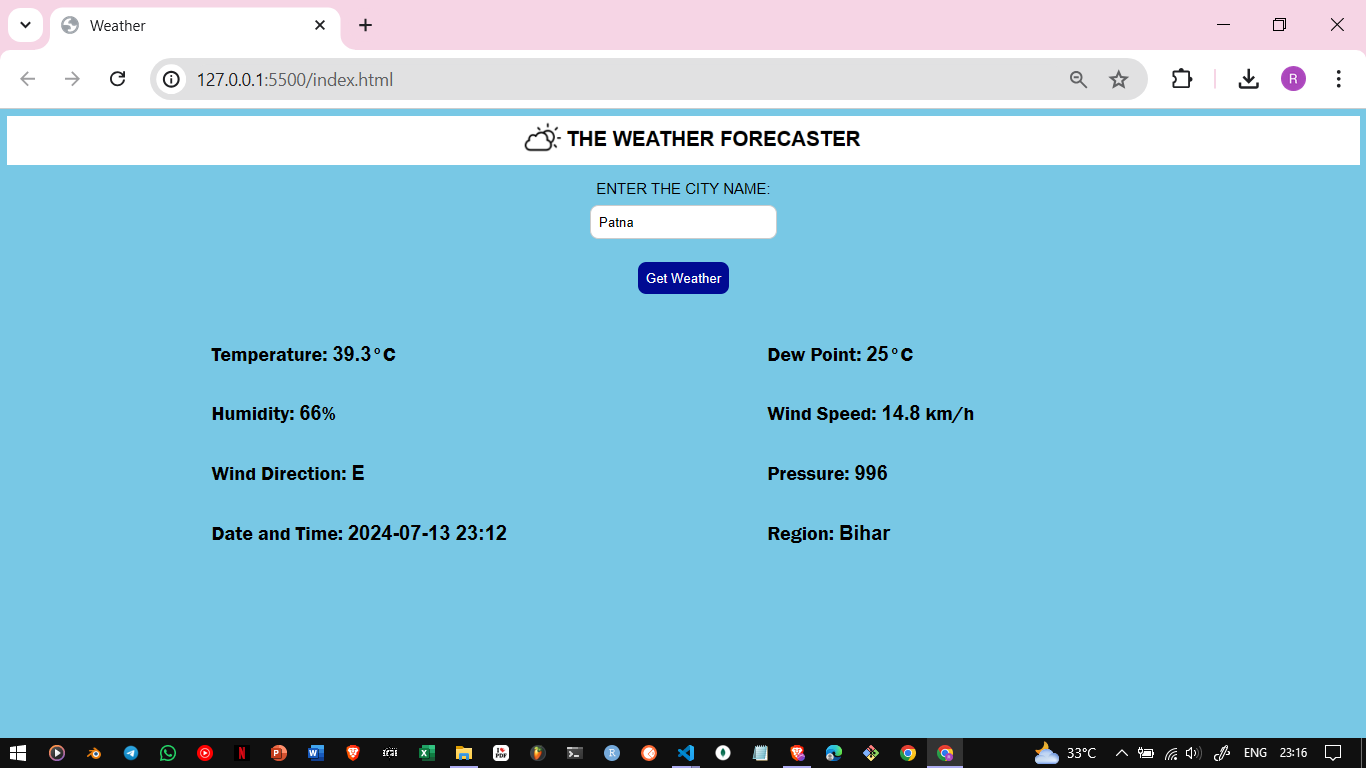 Weather
127.0.0.1:5500/index.html
R
THE WEATHER FORECASTER
ENTER THE CITY NAME:
Patna
Get Weather
Temperature: 39.3°C
Dew Point: 25°C
Humidity: 66%
Wind Speed: 14.8 km/h
Wind Direction: E
Pressure: 996
Date and Time: 2024-07-13 23:12
Region: Bihar
33°C
ENG
23:16